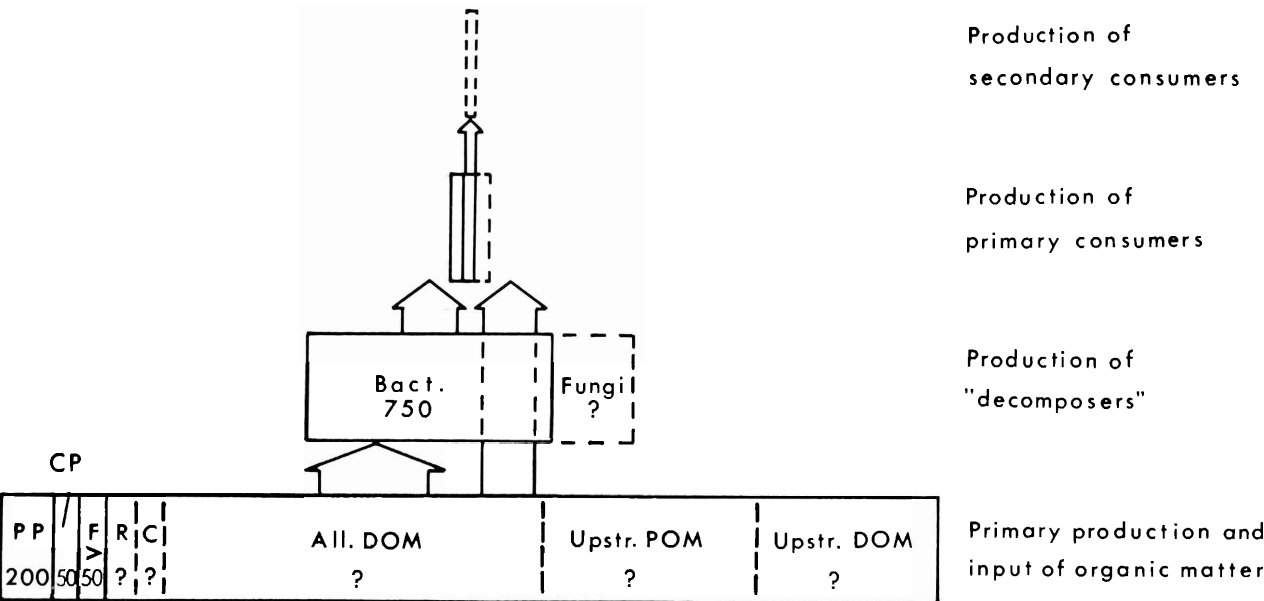 Production of
secondary consumers
Production of
primary consumers
Bact.
750
Fungi
?
Production of
"decomposers"
CP
PP
200
50
F
>
50
R
?
C
?
All. DOM
?
Upstr. POM
?
Upstr. DOM
?
Primary production and
input of organic matter